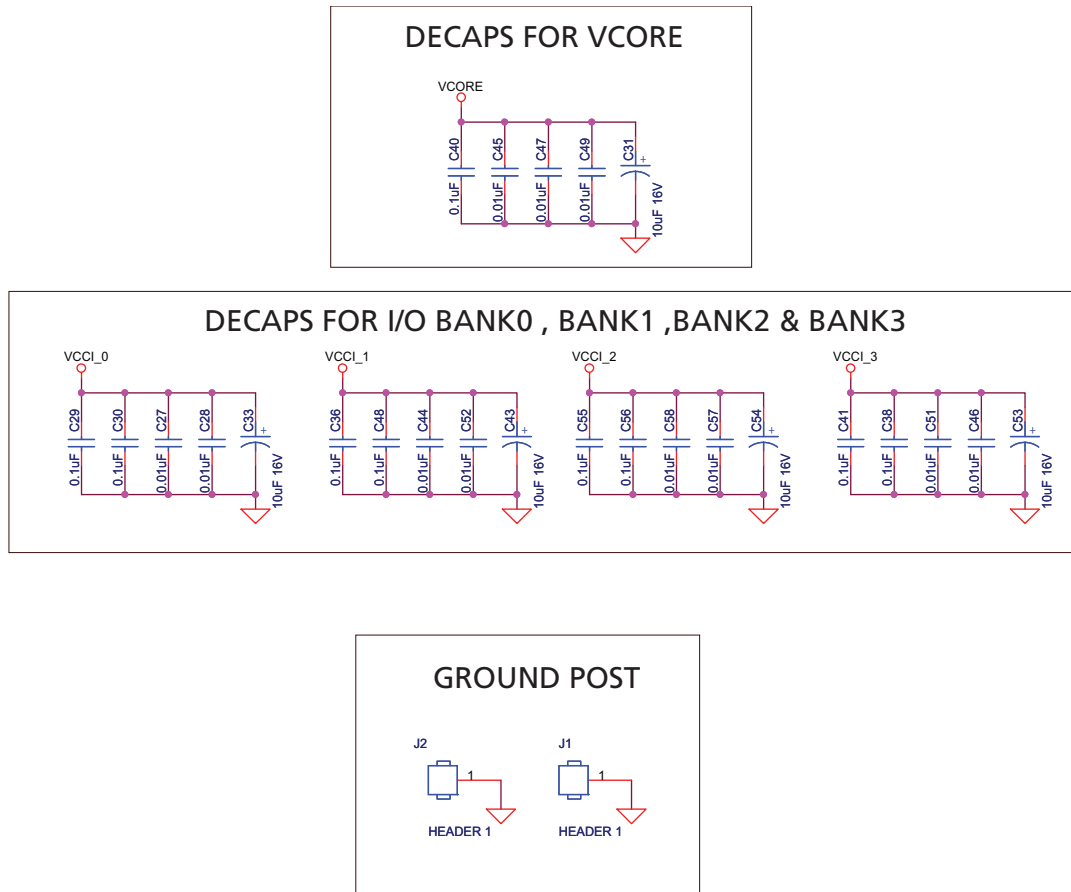 DECAPS FOR VCORE
VCORE
C40
C45
C47
C49
C31
+
0.1uF
0.01uF
0.01uF
0.01uF
10uF 16V
DECAPS FOR I/O BANK0 , BANK1 ,BANK2 & BANK3
VCCI_0
C29
C30
C27
C28
C33
+
0.1uF
0.1uF
0.01uF
0.01uF
10uF 16V
VCCI_1
C36
C48
C44
C52
C43
+
0.1uF
0.1uF
0.01uF
0.01uF
10uF 16V
VCCI_2
C55
C56
C58
C57
C54
+
0.1uF
0.1uF
0.01uF
0.01uF
10uF 16V
VCCI_3
C41
C38
C51
C46
C53
+
0.1uF
0.1uF
0.01uF
0.01uF
10uF 16V
GROUND POST
J2
1
HEADER 1
J1
1
HEADER 1